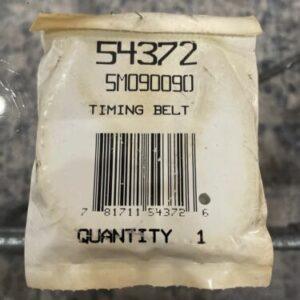 54372
5M090090
TIMING BELT
7 81711 54372 6
QUANTITY 1